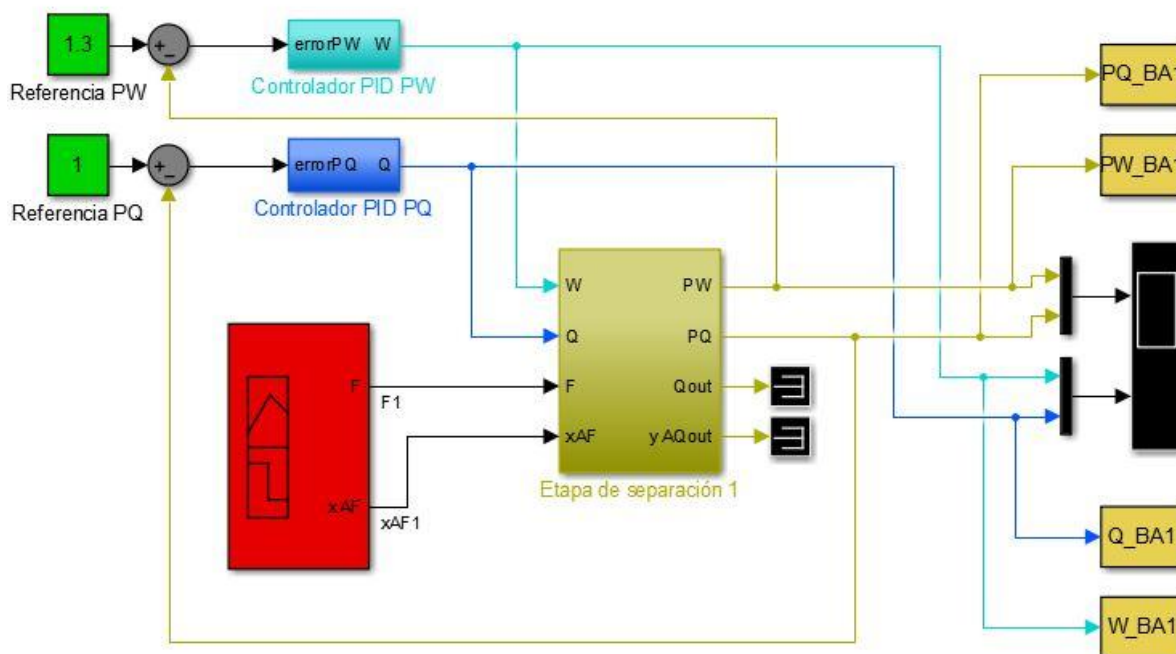 1.3
Referencia PW
errorPW W
Controlador PID PW
PQ_BA1
1
Referencia PQ
errorPQ Q
Controlador PID PQ
PW_BA1
W PW
Q PQ
F Qout
xAF yAQout
Etapa de separación 1
F
F1
xAF
xAF1
Q_BA1
W_BA1